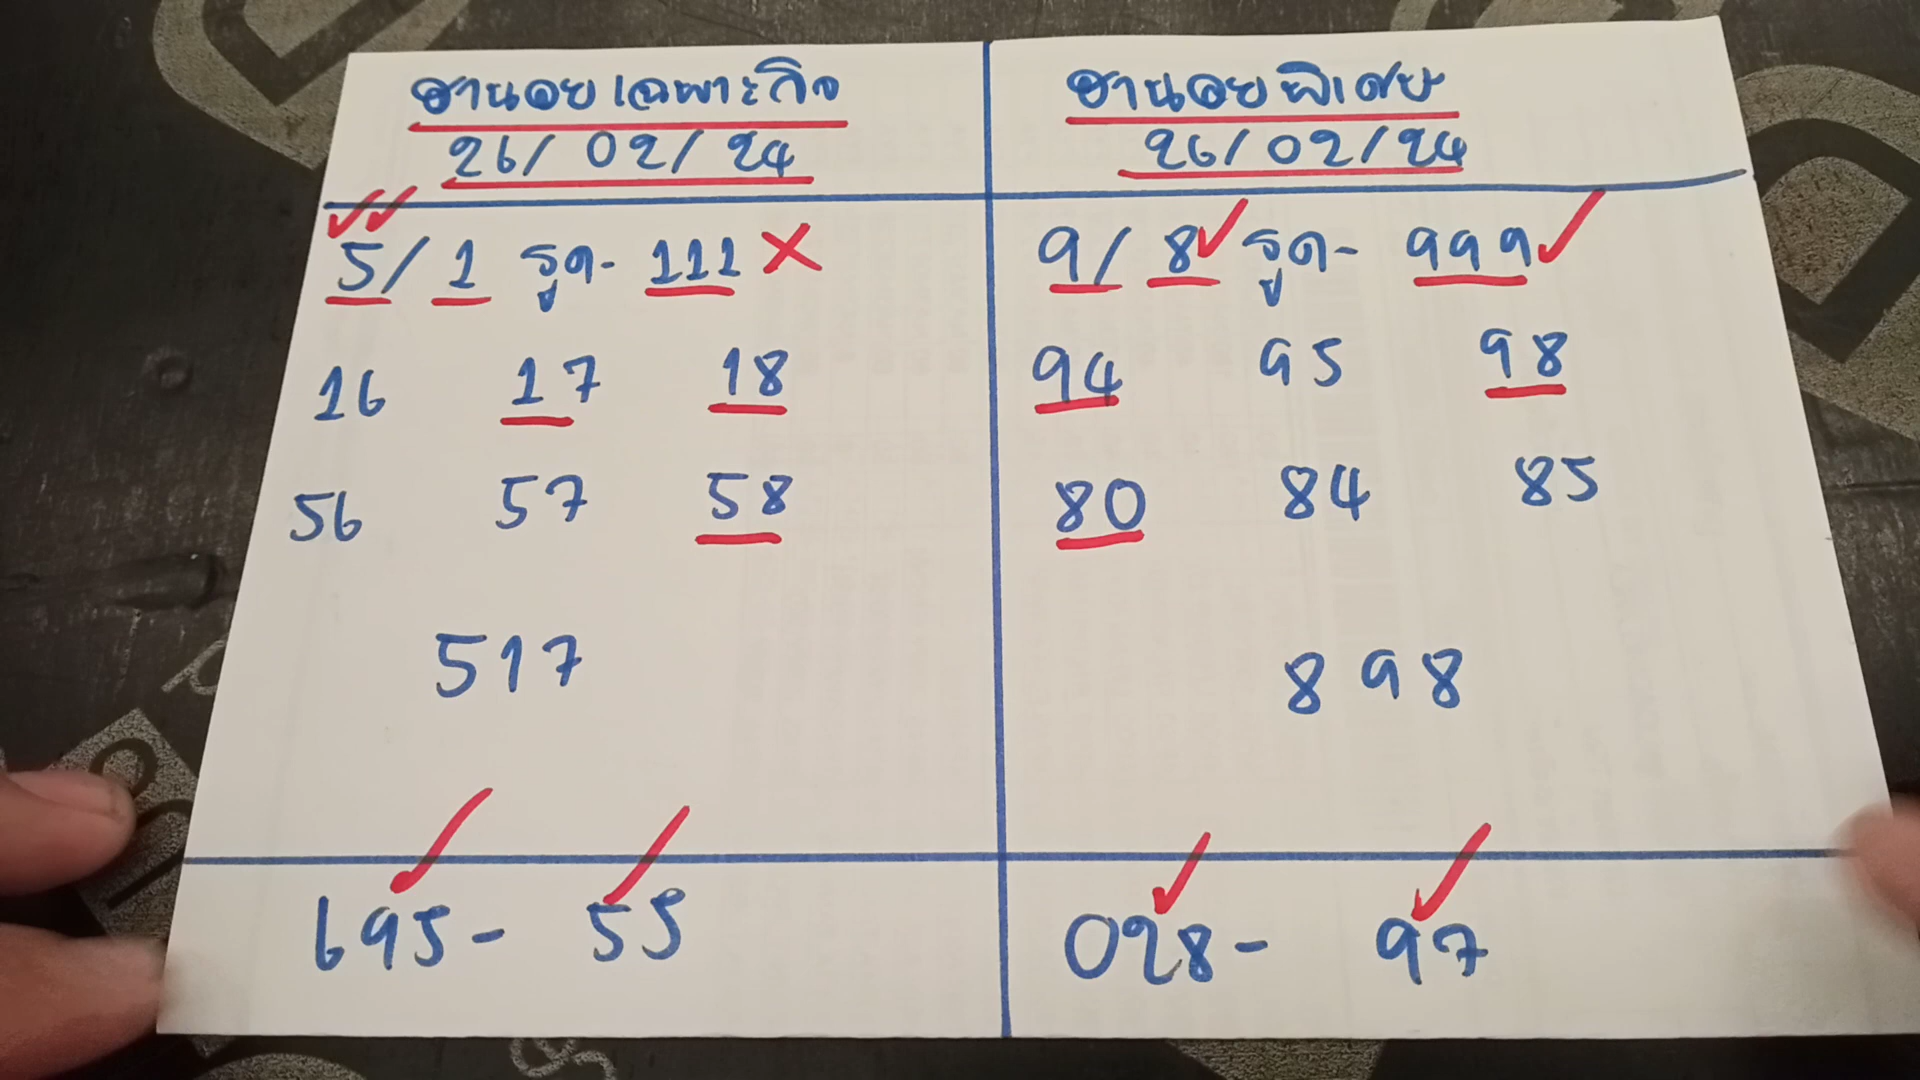 ฮานอยเฉพาะกิจ
26/02/24
5/1 รูด- 111
16 17 18
56 57 58
517
695- 55
ฮานอยพิเศษ
26/02/24
9/8 รูด- 999
94 95 98
80 84 85
898
028- 97